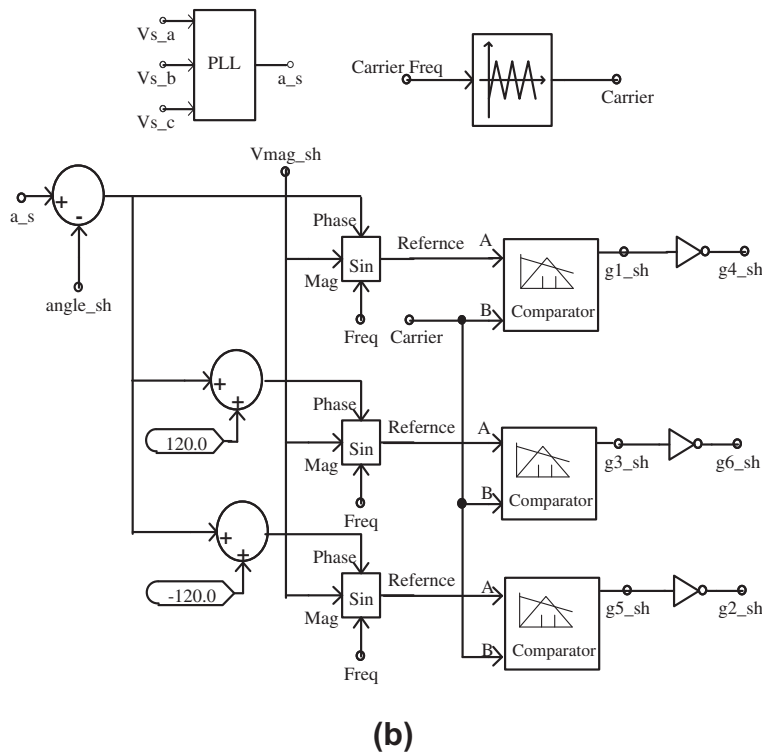 Vs_a
Vs_b
Vs_c
PLL
a_s
Carrier Freq
Carrier
Vmag_sh
a_s
+
-
angle_sh
Phase
Mag
Sin
Freq
Refernce
A
B
Carrier
Comparator
g1_sh
g4_sh
+
+
120.0
Phase
Mag
Sin
Freq
Refernce
A
B
Comparator
g3_sh
g6_sh
+
+
-120.0
Phase
Mag
Sin
Freq
Refernce
A
B
Comparator
g5_sh
g2_sh
(b)